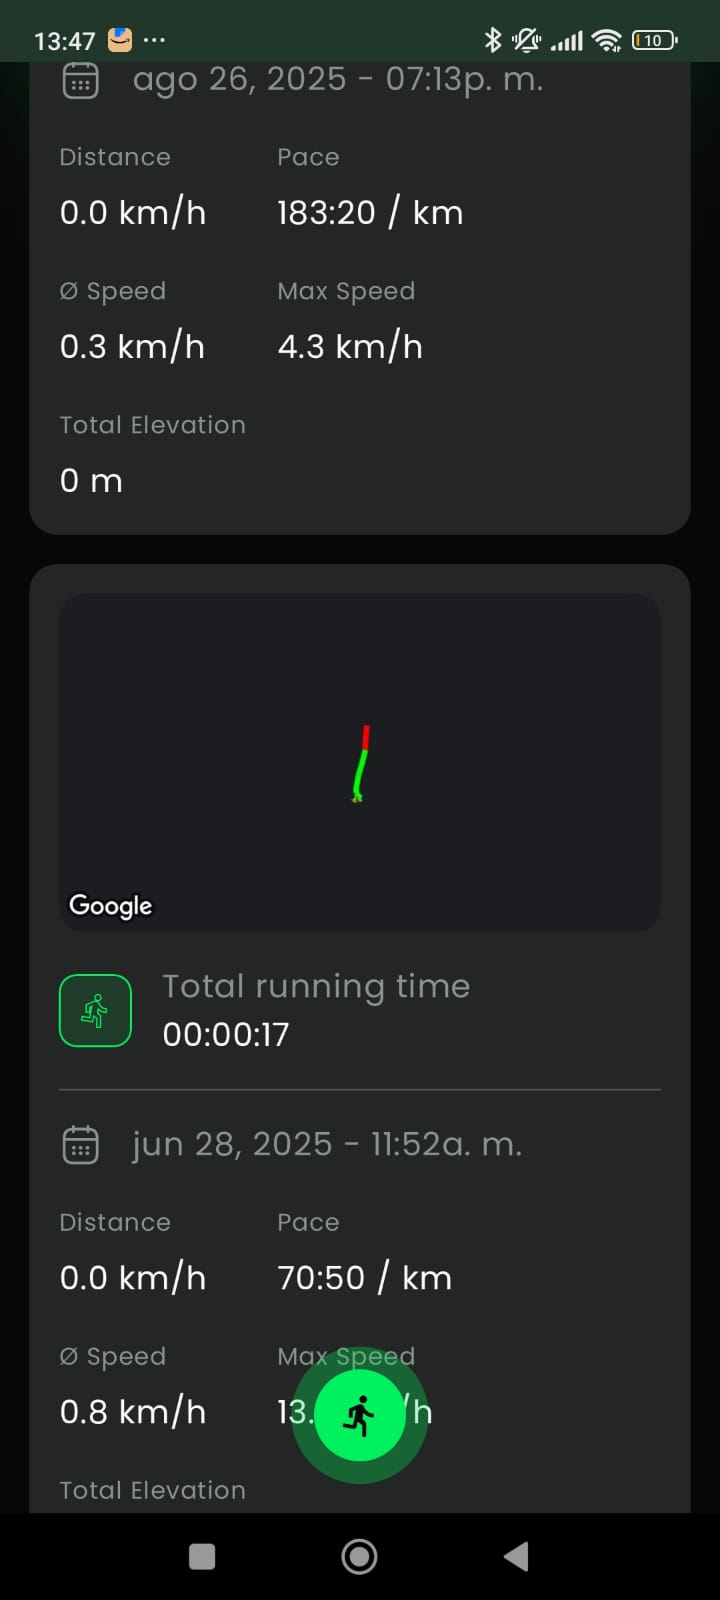 13:47 ... 10
ago 26, 2025 - 07:13p. m.
Distance Pace
0.0 km/h 183:20 / km
Ø Speed Max Speed
0.3 km/h 4.3 km/h
Total Elevation
0 m
Google
Total running time
00:00:17
jun 28, 2025 - 11:52a. m.
Distance Pace
0.0 km/h 70:50 / km
Ø Speed Max Speed
0.8 km/h 13. /h
Total Elevation